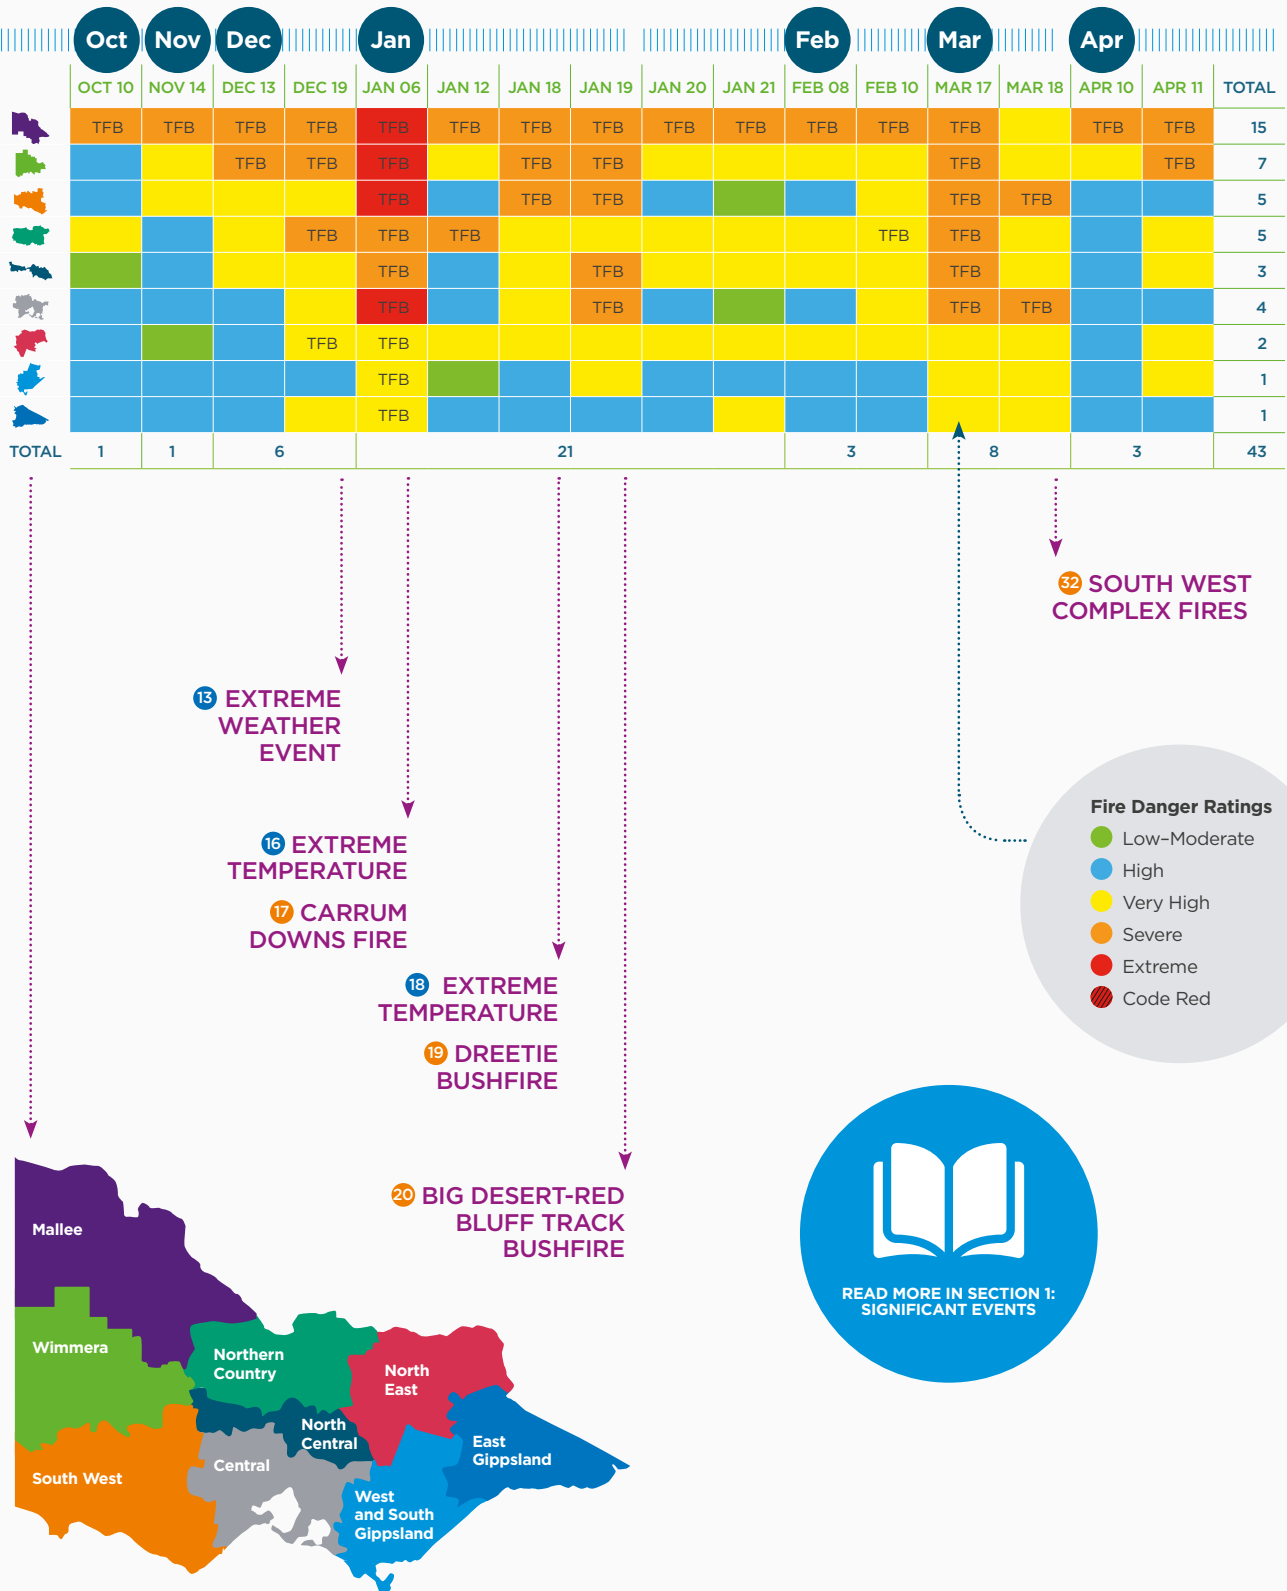 Oct Nov Dec Jan Feb Mar Apr
OCT 10 NOV 14 DEC 13 DEC 19 JAN 06 JAN 12 JAN 18 JAN 19 JAN 20 JAN 21 FEB 08 FEB 10 MAR 17 MAR 18 APR 10 APR 11 TOTAL
TFB TFB TFB TFB TFB TFB TFB TFB TFB TFB TFB TFB TFB TFB TFB 15
TFB TFB TFB TFB TFB TFB TFB 7
TFB TFB TFB TFB TFB 5
TFB TFB TFB TFB TFB 5
TFB TFB TFB 3
TFB TFB TFB TFB 4
TFB TFB 2
TFB 1
TFB 1
TOTAL 1 1 6 21 3 8 3 43
32 SOUTH WEST
COMPLEX FIRES
13 EXTREME
WEATHER
EVENT
16 EXTREME
TEMPERATURE
17 CARRUM
DOWNS FIRE
18 EXTREME
TEMPERATURE
19 DREETIE
BUSHFIRE
20 BIG DESERT-RED
BLUFF TRACK
BUSHFIRE
Fire Danger Ratings
Low–Moderate
High
Very High
Severe
Extreme
Code Red
READ MORE IN SECTION 1:
SIGNIFICANT EVENTS
Mallee
Wimmera
Northern
Country
North
East
North
Central
East
Gippsland
Central
South West
West
and South
Gippsland